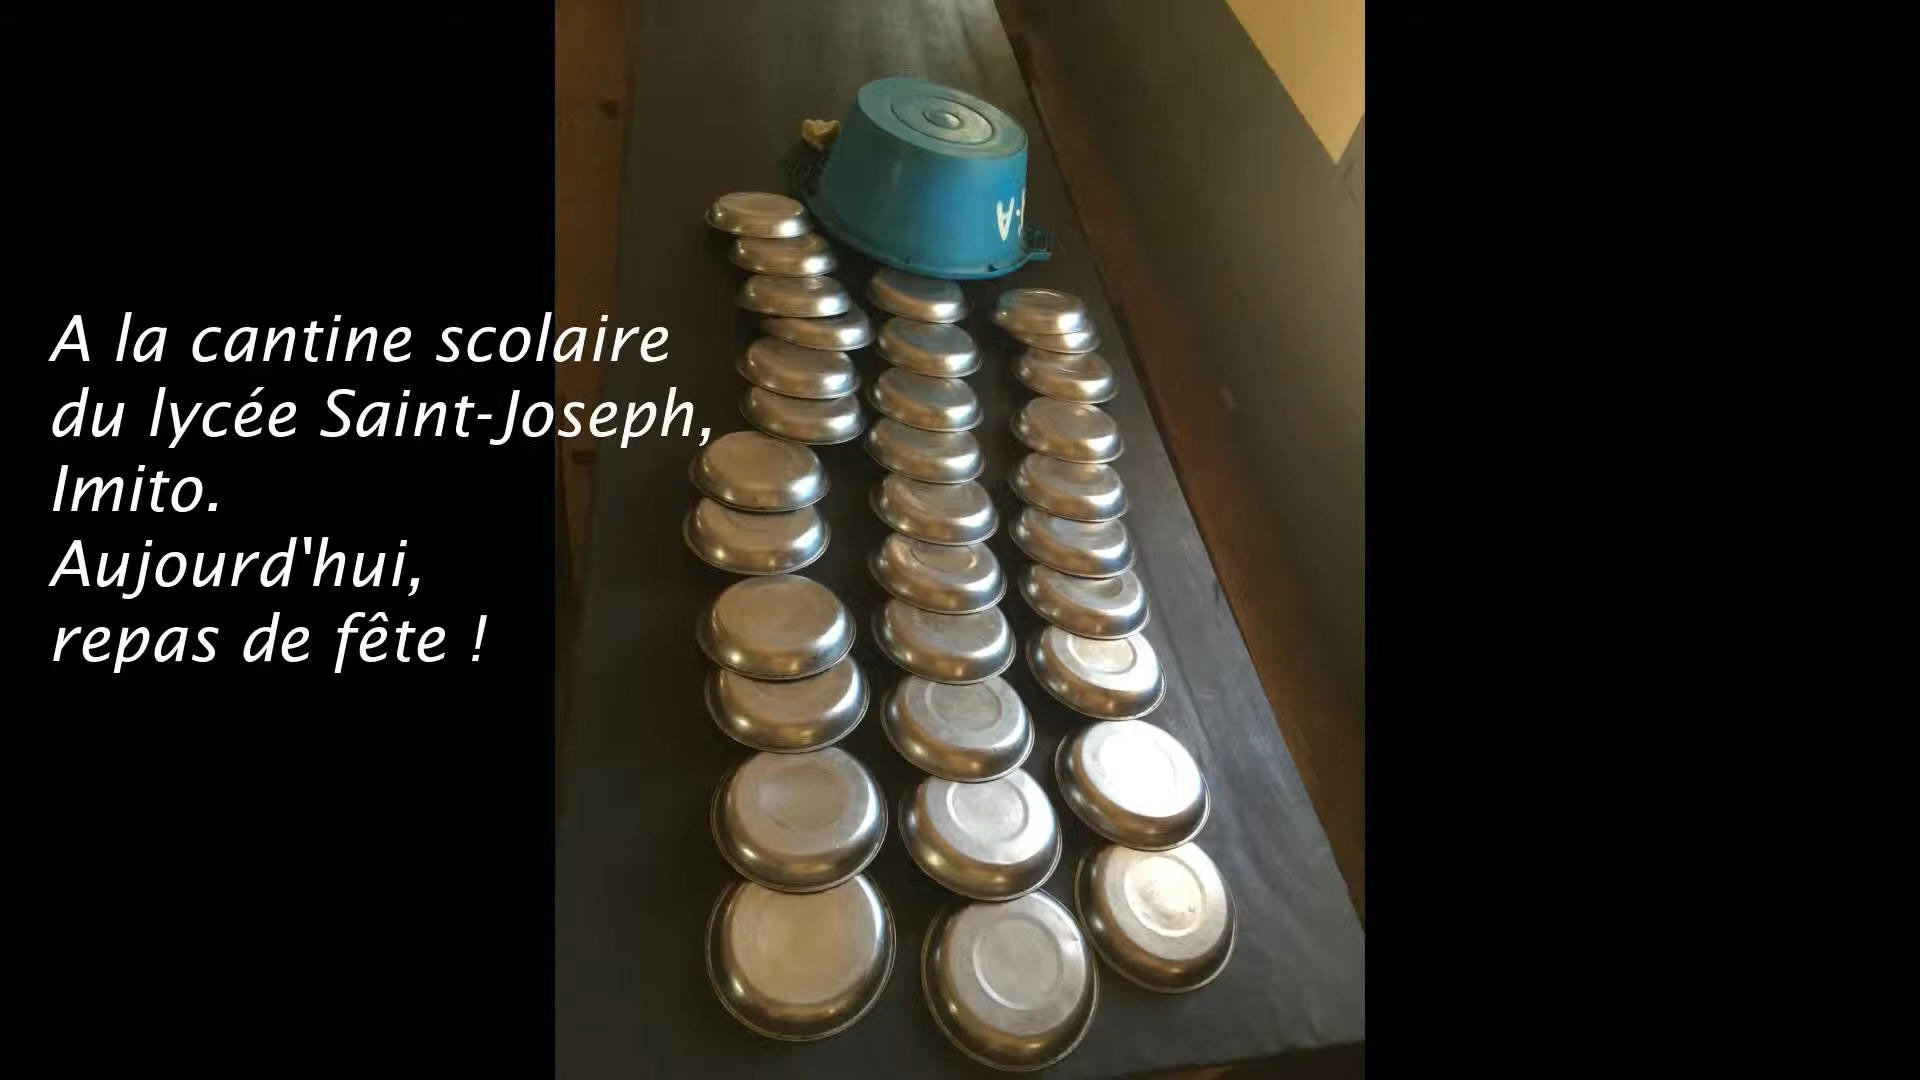 A la cantine scolaire
du lycée Saint-Joseph,
Imito.
Aujourd'hui,
repas de fête !